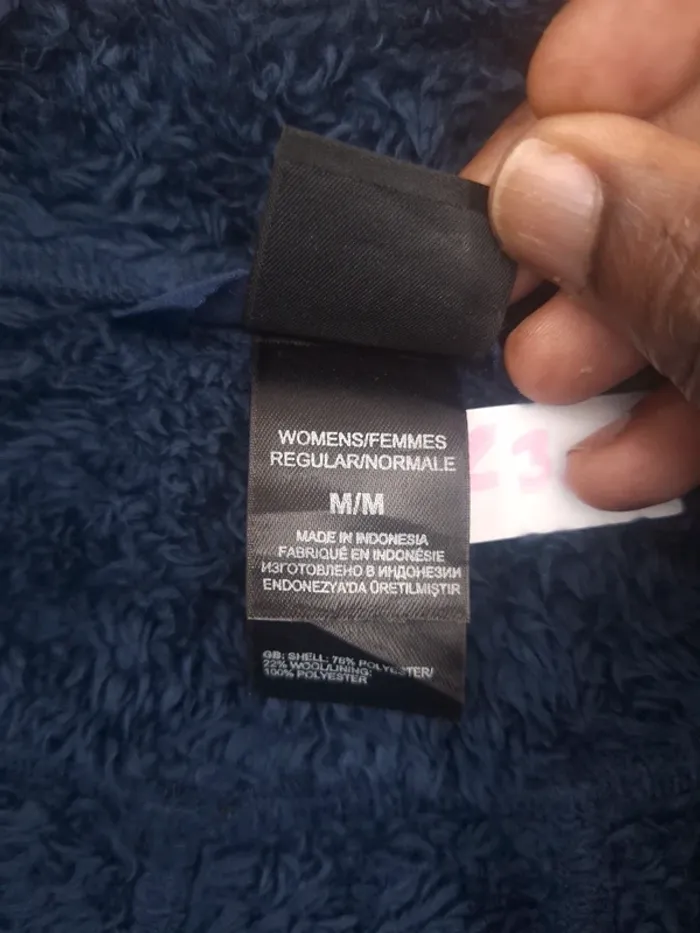 WOMENS/FEMMES
REGULAR/NORMALE
M/M
MADE IN INDONESIA
FABRIQUÉ EN INDONÉSIE
ИЗГОТОВЛЕНО В ИНДОНЕЗИИ
ENDONEZYA'DA ÜRETILMIŞTIR
GB: SHELL: 78% POLYESTER/
22% WOOL/LINING:
100% POLYESTER